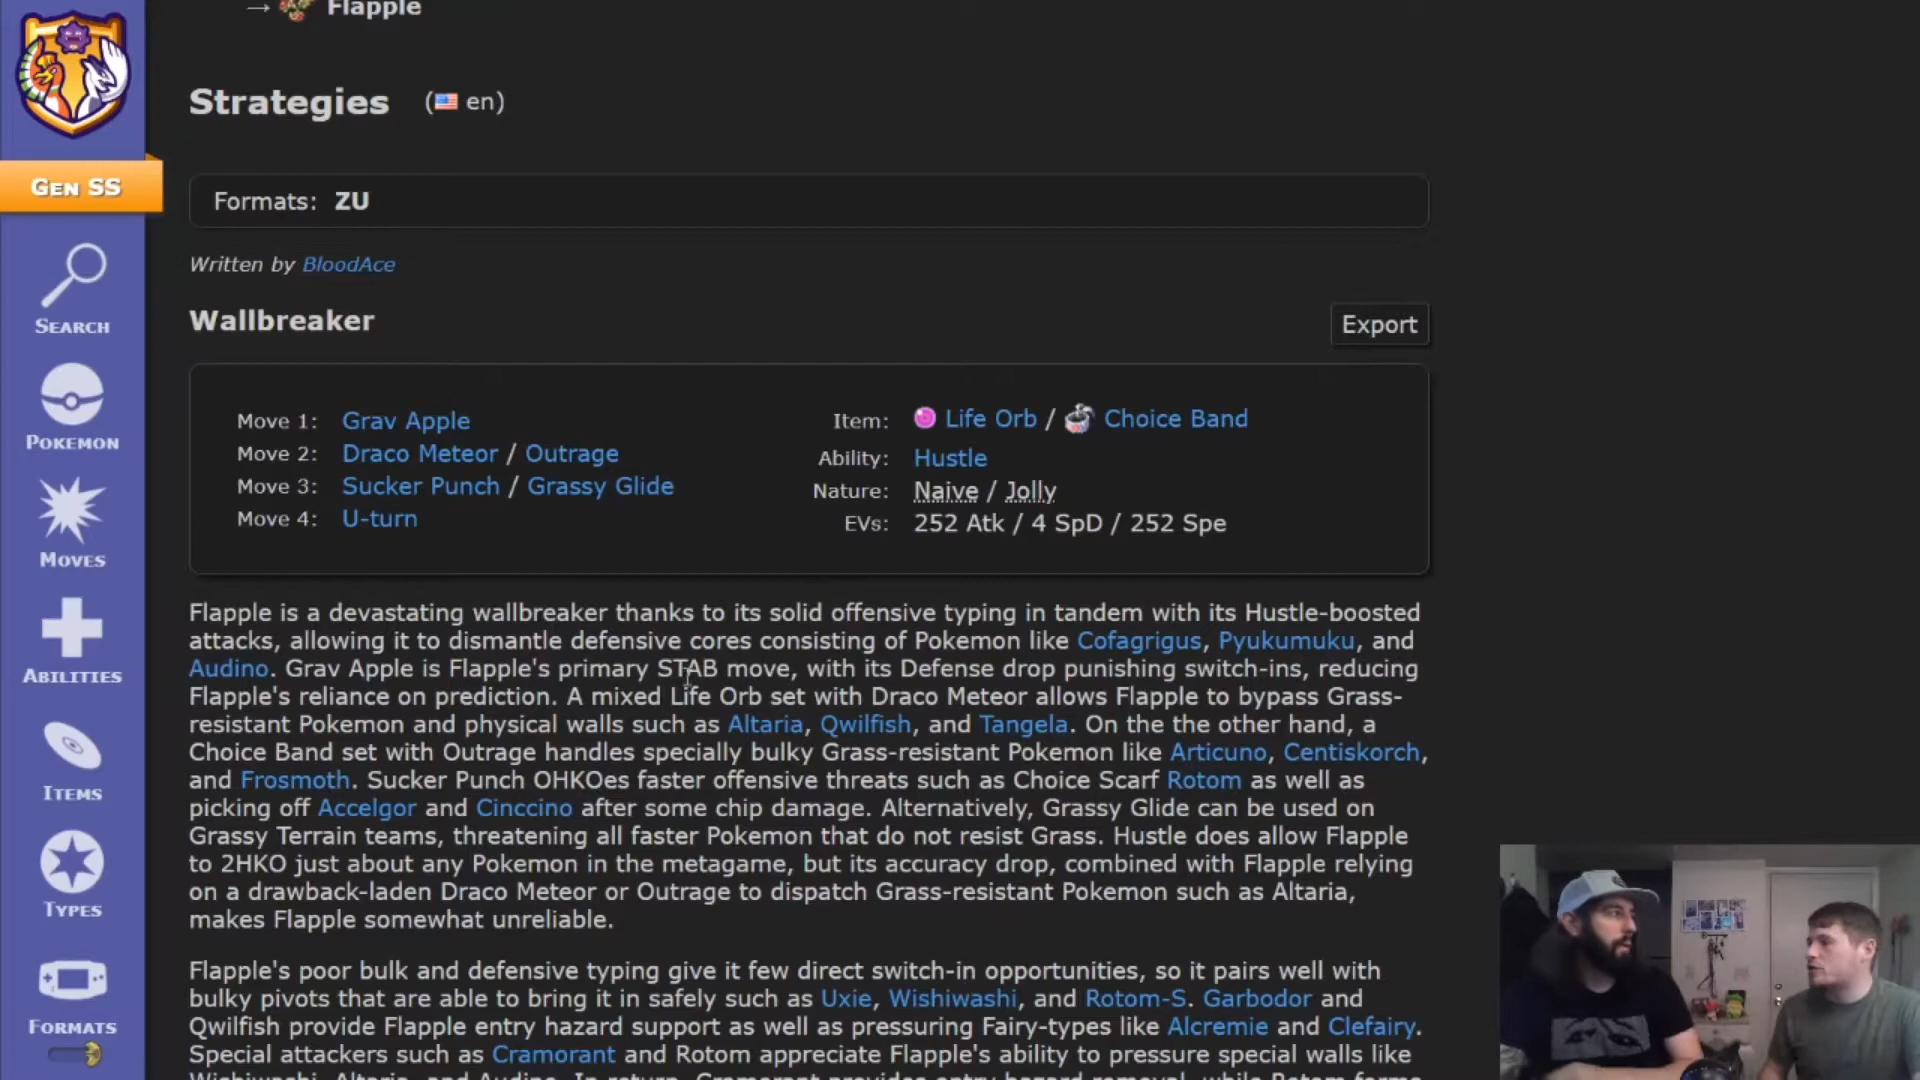 → Flapple
Strategies (en)
Formats: ZU
Written by BloodAce
Wallbreaker
Export
Move 1: Grav Apple
Move 2: Draco Meteor / Outrage
Move 3: Sucker Punch / Grassy Glide
Move 4: U-turn
Item: Life Orb / Choice Band
Ability: Hustle
Nature: Naive / Jolly
EVs: 252 Atk / 4 SpD / 252 Spe
Flapple is a devastating wallbreaker thanks to its solid offensive typing in tandem with its Hustle-boosted
attacks, allowing it to dismantle defensive cores consisting of Pokemon like Cofagrigus, Pyukumuku, and
Audino. Grav Apple is Flapple's primary STAB move, with its Defense drop punishing switch-ins, reducing
Flapple's reliance on prediction. A mixed Life Orb set with Draco Meteor allows Flapple to bypass Grass-
resistant Pokemon and physical walls such as Altaria, Qwilfish, and Tangela. On the the other hand, a
Choice Band set with Outrage handles specially bulky Grass-resistant Pokemon like Articuno, Centiskorch,
and Frosmoth. Sucker Punch OHKOes faster offensive threats such as Choice Scarf Rotom as well as
picking off Accelgor and Cinccino after some chip damage. Alternatively, Grassy Glide can be used on
Grassy Terrain teams, threatening all faster Pokemon that do not resist Grass. Hustle does allow Flapple
to 2HKO just about any Pokemon in the metagame, but its accuracy drop, combined with Flapple relying
on a drawback-laden Draco Meteor or Outrage to dispatch Grass-resistant Pokemon such as Altaria,
makes Flapple somewhat unreliable.
Flapple's poor bulk and defensive typing give it few direct switch-in opportunities, so it pairs well with
bulky pivots that are able to bring it in safely such as Uxie, Wishiwashi, and Rotom-S. Garbodor and
Qwilfish provide Flapple entry hazard support as well as pressuring Fairy-types like Alcremie and Clefairy.
Special attackers such as Cramorant and Rotom appreciate Flapple's ability to pressure special walls like
Wishiwashi, Altaria, and Audino. In return, Cramorant provides entry hazard removal, while Rotom forms
GEN SS
SEARCH
POKEMON
MOVES
ABILITIES
ITEMS
TYPES
FORMATS